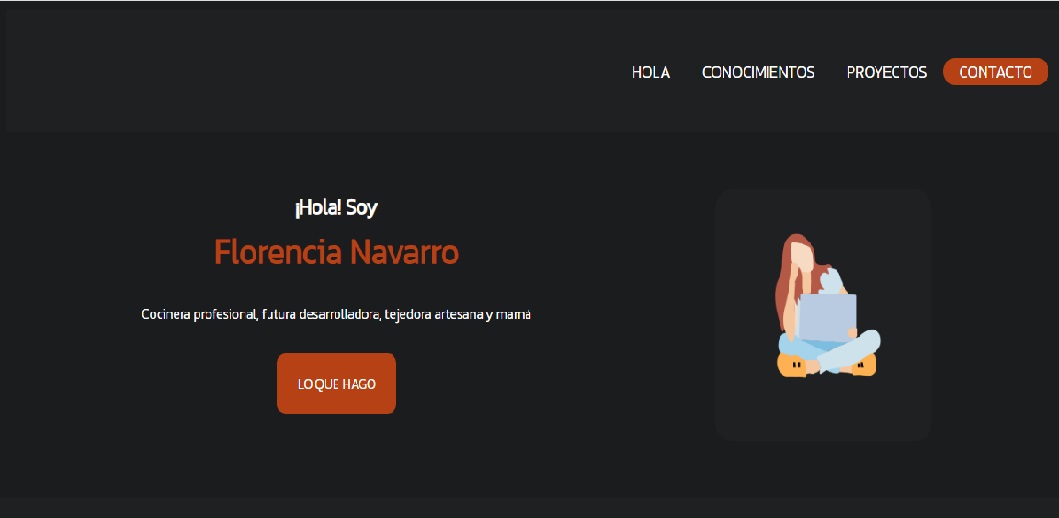 HOLA CONOCIMIENTOS PROYECTOS CONTACTO
¡Hola! Soy
Florencia Navarro
Cocinera profesional, futura desarrolladora, tejedora artesana y mamá
LO QUE HAGO